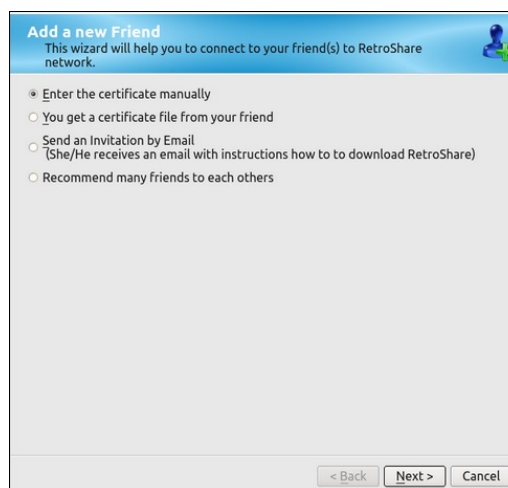 Add a new Friend
This wizard will help you to connect to your friend(s) to RetroShare
network.
Enter the certificate manually
You get a certificate file from your friend
Send an Invitation by Email
(She/He receives an email with instructions how to to download RetroShare)
Recommend many friends to each others
< Back
Next >
Cancel